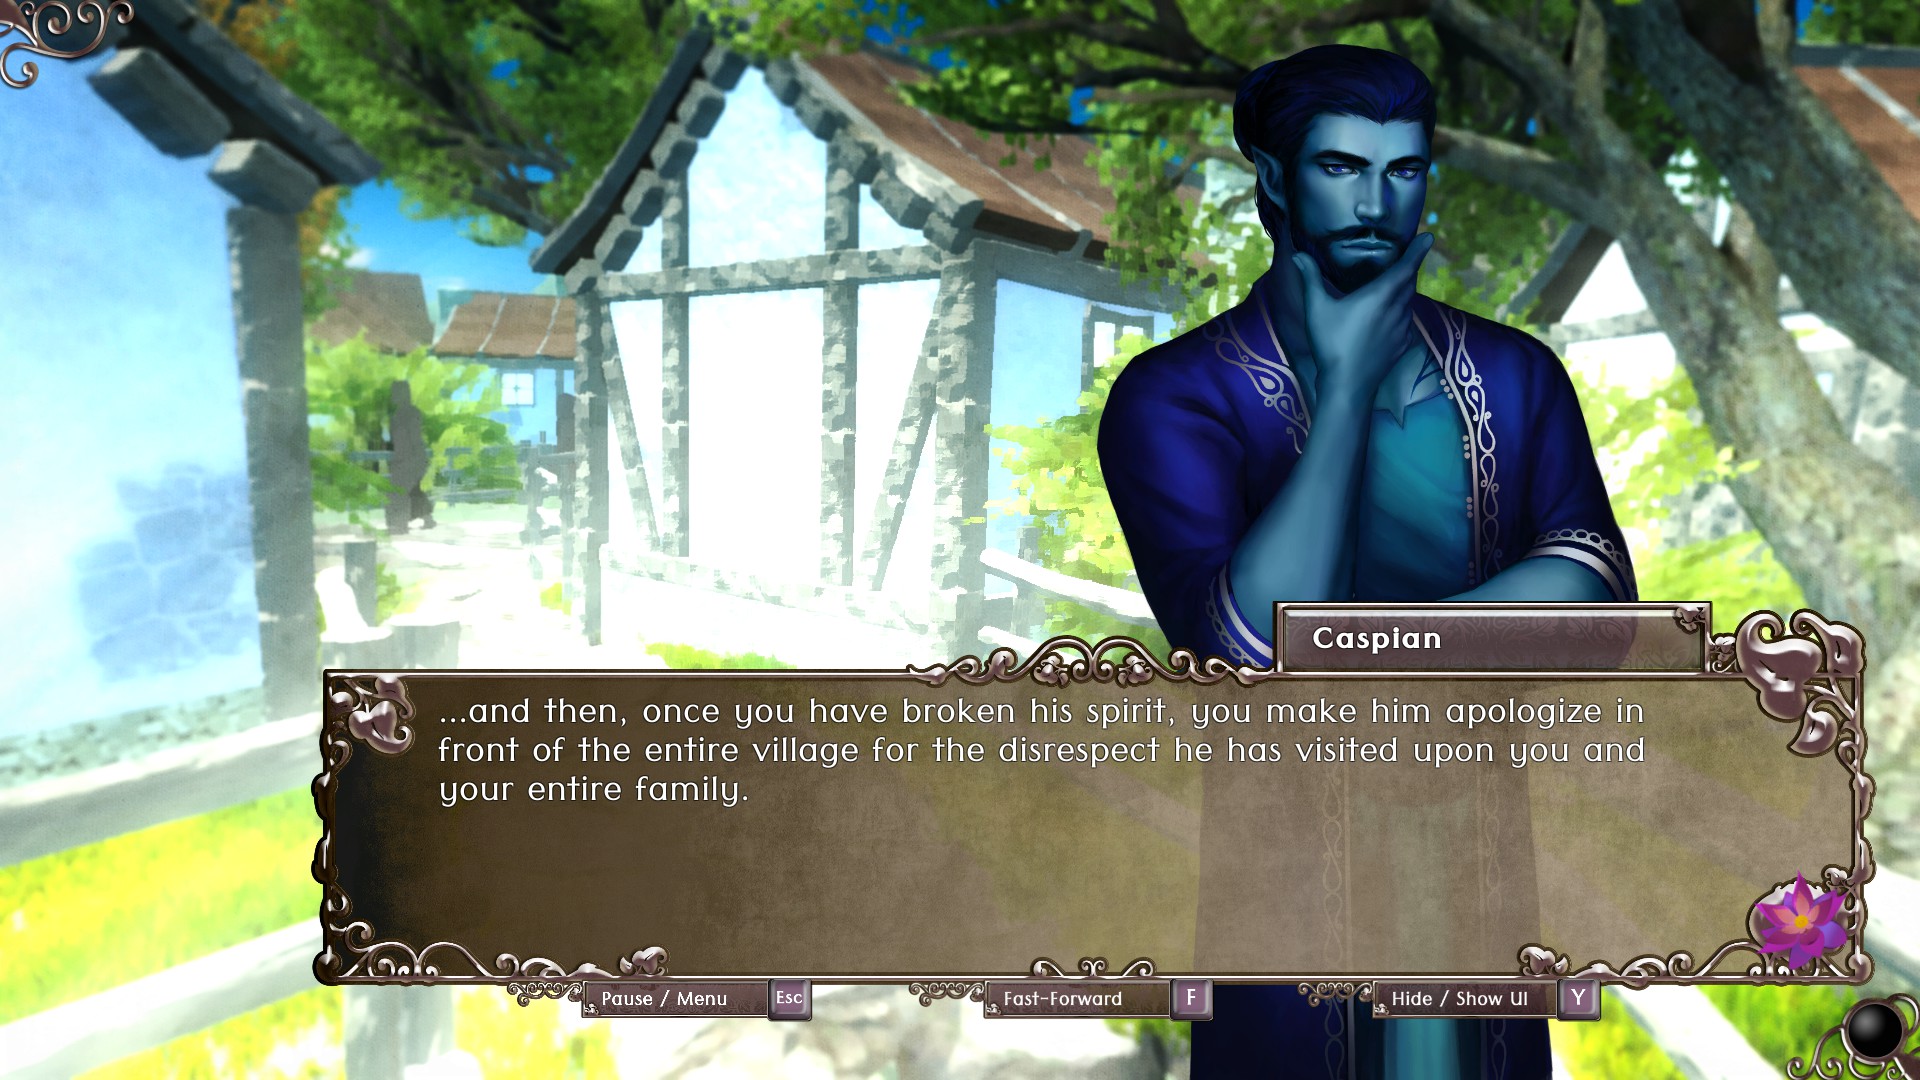 Caspian
...and then, once you have broken his spirit, you make him apologize in
front of the entire village for the disrespect he has visited upon you and
your entire family.
Pause / Menu Esc
Fast-Forward F
Hide / Show UI Y